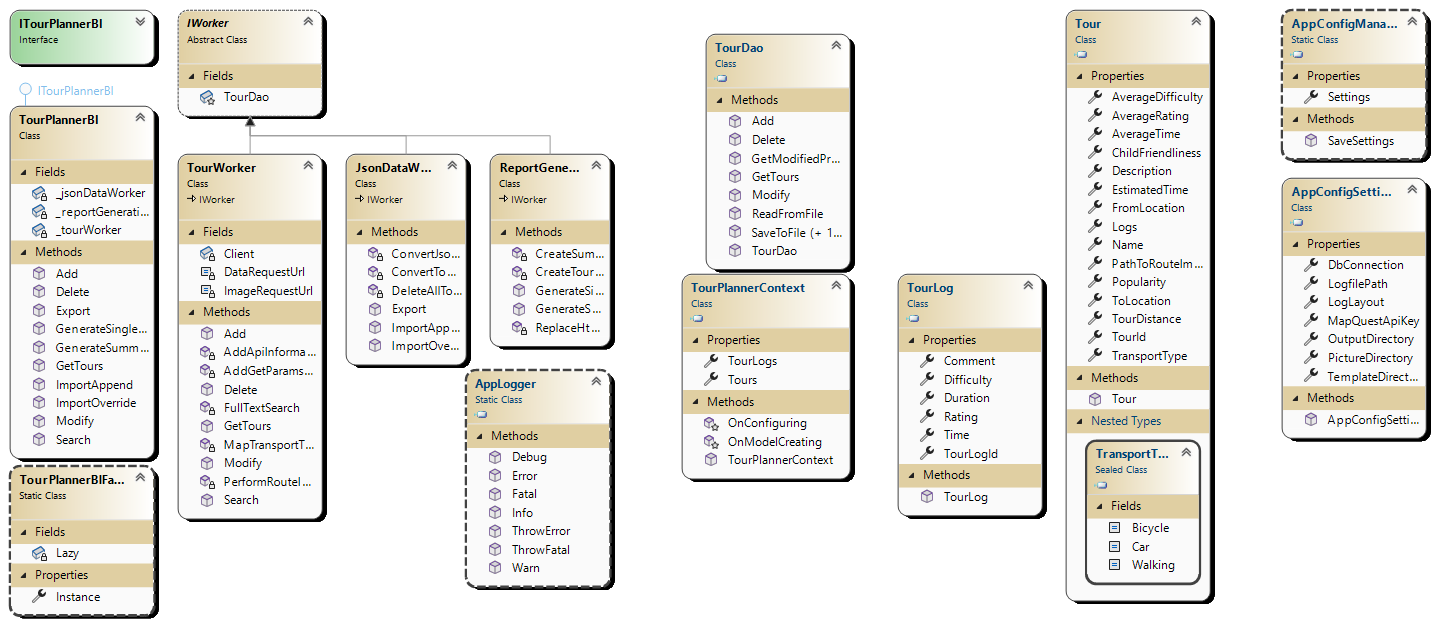 ITourPlannerBl
Interface
ITourPlannerBl
TourPlannerBl
Class
Fields
_jsonDataWorker
_reportGenerati...
_tourWorker
Methods
Add
Delete
Export
GenerateSingle...
GenerateSumm...
GetTours
ImportAppend
ImportOverride
Modify
Search
TourPlannerBlFa...
Static Class
Fields
Lazy
Properties
Instance
IWorker
Abstract Class
Fields
TourDao
TourWorker
Class
IWorker
Fields
Client
DataRequestUrl
ImageRequestUrl
Methods
Add
AddApiInforma...
AddGetParams...
Delete
FullTextSearch
GetTours
MapTransportT...
Modify
PerformRouteI...
Search
JsonDataW...
Class
IWorker
Methods
ConvertJso...
ConvertTo...
DeleteAllTo...
Export
ImportApp...
ImportOve...
ReportGene...
Class
IWorker
Methods
CreateSum...
CreateTour...
GenerateSi...
GenerateS...
ReplaceHt...
AppLogger
Static Class
Methods
Debug
Error
Fatal
Info
ThrowError
ThrowFatal
Warn
TourDao
Class
Methods
Add
Delete
GetModifiedPr...
GetTours
Modify
ReadFromFile
SaveToFile (+ 1...
TourDao
TourPlannerContext
Class
Properties
TourLogs
Tours
Methods
OnConfiguring
OnModelCreating
TourPlannerContext
TourLog
Class
Properties
Comment
Difficulty
Duration
Rating
Time
TourLogId
Methods
TourLog
Tour
Class
Properties
AverageDifficulty
AverageRating
AverageTime
ChildFriendliness
Description
EstimatedTime
FromLocation
Logs
Name
PathToRouteIm...
Popularity
ToLocation
TourDistance
TourId
TransportType
Methods
Tour
Nested Types
TransportT...
Sealed Class
Fields
Bicycle
Car
Walking
AppConfigMana...
Static Class
Properties
Settings
Methods
SaveSettings
AppConfigSetti...
Class
Properties
DbConnection
LogfilePath
LogLayout
MapQuestApiKey
OutputDirectory
PictureDirectory
TemplateDirect...
Methods
AppConfigSetti...